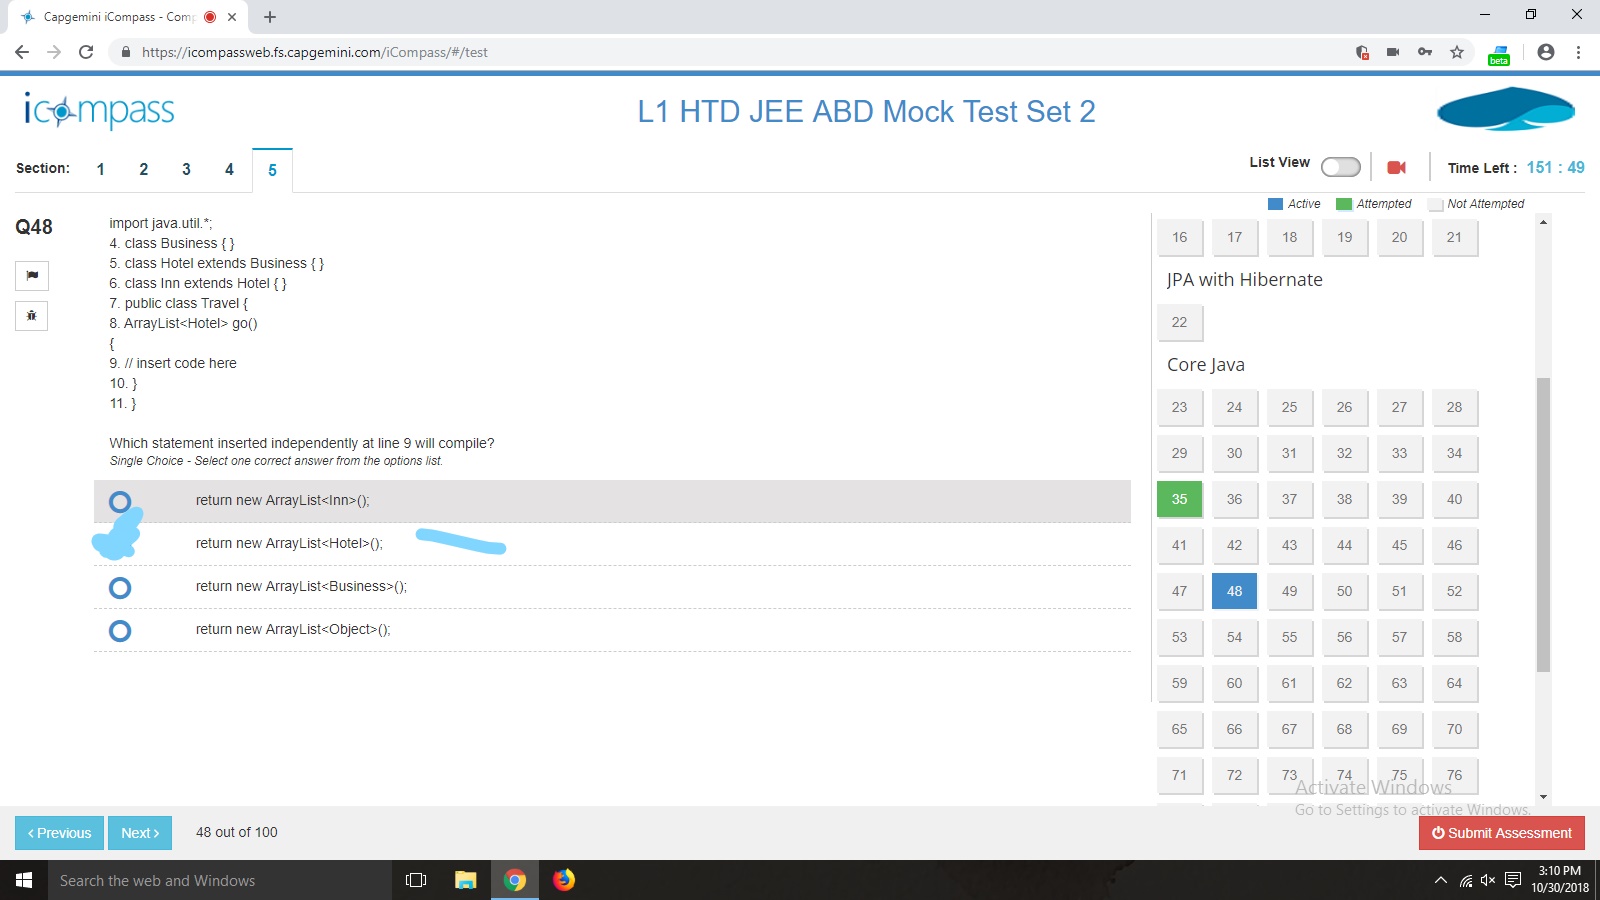 Capgemini iCompass - Comp
https://icompassweb.fs.capgemini.com/iCompass/#/test
beta
icompass
L1 HTD JEE ABD Mock Test Set 2
Section: 1 2 3 4 5
List View
Time Left : 151 : 49
Active Attempted Not Attempted
Q48
import java.util.*;
4. class Business { }
5. class Hotel extends Business { }
6. class Inn extends Hotel { }
7. public class Travel {
8. ArrayList<Hotel> go()
{
9. // insert code here
10. }
11. }
Which statement inserted independently at line 9 will compile?
Single Choice - Select one correct answer from the options list.
return new ArrayList<Inn>();
return new ArrayList<Hotel>();
return new ArrayList<Business>();
return new ArrayList<Object>();
16 17 18 19 20 21
JPA with Hibernate
22
Core Java
23 24 25 26 27 28
29 30 31 32 33 34
35 36 37 38 39 40
41 42 43 44 45 46
47 48 49 50 51 52
53 54 55 56 57 58
59 60 61 62 63 64
65 66 67 68 69 70
71 72 73 74 75 76
Activate Windows
Go to Settings to activate Windows.
< Previous
Next >
48 out of 100
Submit Assessment
Search the web and Windows
3:10 PM
10/30/2018